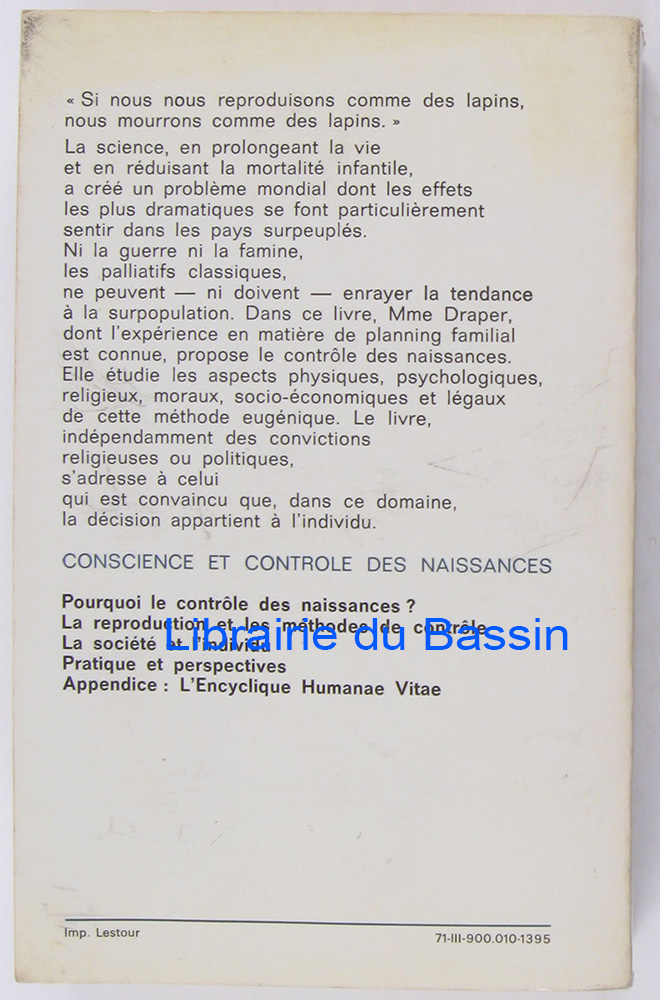 « Si nous nous reproduisons comme des lapins,
nous mourrons comme des lapins. »
La science, en prolongeant la vie
et en réduisant la mortalité infantile,
a créé un problème mondial dont les effets
les plus dramatiques se font particulièrement
sentir dans les pays surpeuplés.
Ni la guerre ni la famine,
les palliatifs classiques,
ne peuvent — ni doivent — enrayer la tendance
à la surpopulation. Dans ce livre, Mme Draper,
dont l'expérience en matière de planning familial
est connue, propose le contrôle des naissances.
Elle étudie les aspects physiques, psychologiques,
religieux, moraux, socio-économiques et légaux
de cette méthode eugénique. Le livre,
indépendamment des convictions
religieuses ou politiques,
s'adresse à celui
qui est convaincu que, dans ce domaine,
la décision appartient à l'individu.
CONSCIENCE ET CONTROLE DES NAISSANCES
Pourquoi le contrôle des naissances ?
La reproduction et les méthodes de contrôle
La société et l'individu
Librairie du Bassin
Pratique et perspectives
Appendice : L'Encyclique Humanae Vitae
Imp. Lestour
71-III-900.010-1395